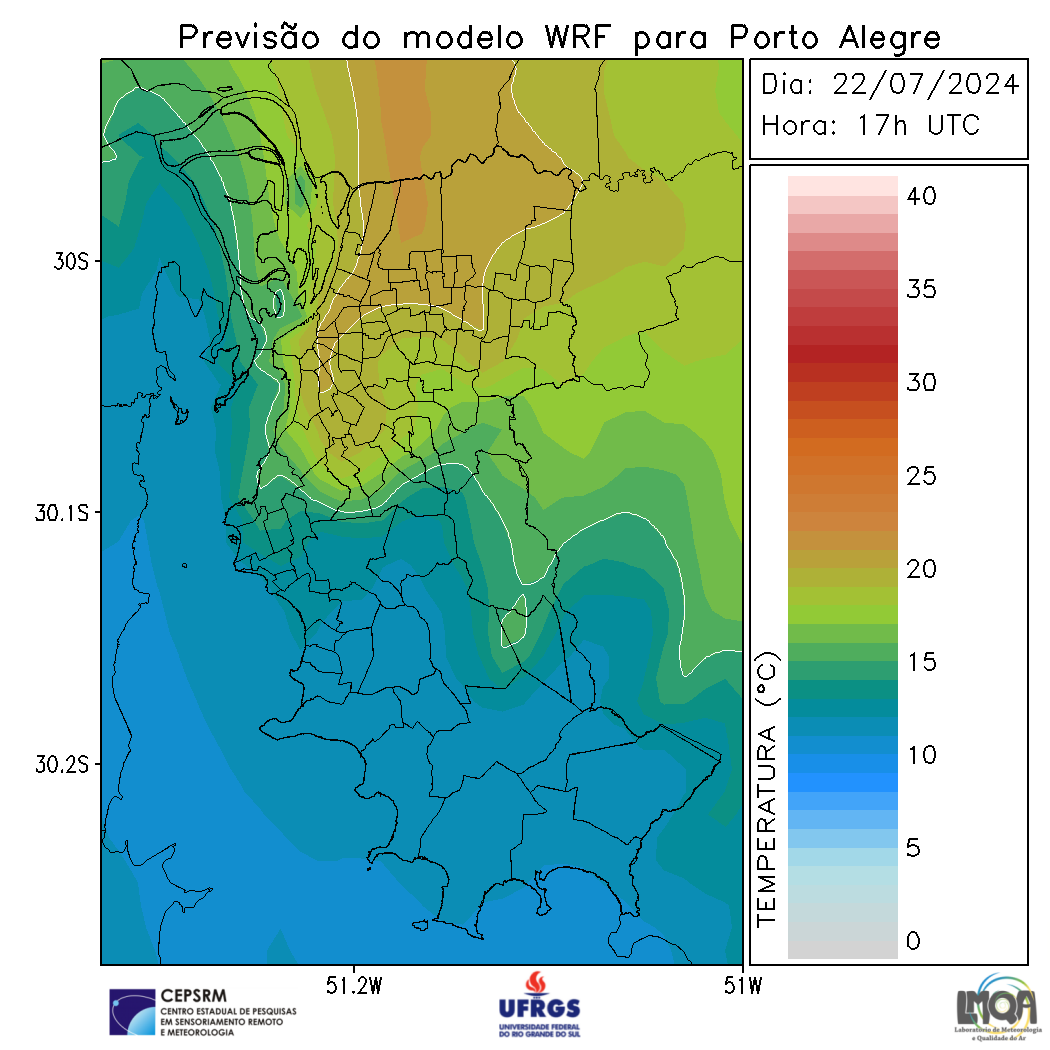 Previsão do modelo WRF para Porto Alegre
Dia: 22/07/2024
Hora: 17h UTC
40
35
30
25
20
15
10
5
0
TEMPERATURA (°C)
30S
30.1S
30.2S
51.2W
51W
CEPSRM
CENTRO ESTADUAL DE PESQUISAS
EM SENSORIAMENTO REMOTO
E METEOROLOGIA
UFRGS
UNIVERSIDADE FEDERAL
DO RIO GRANDE DO SUL
LMQA
Laboratório de Meteorologia
e Qualidade do Ar